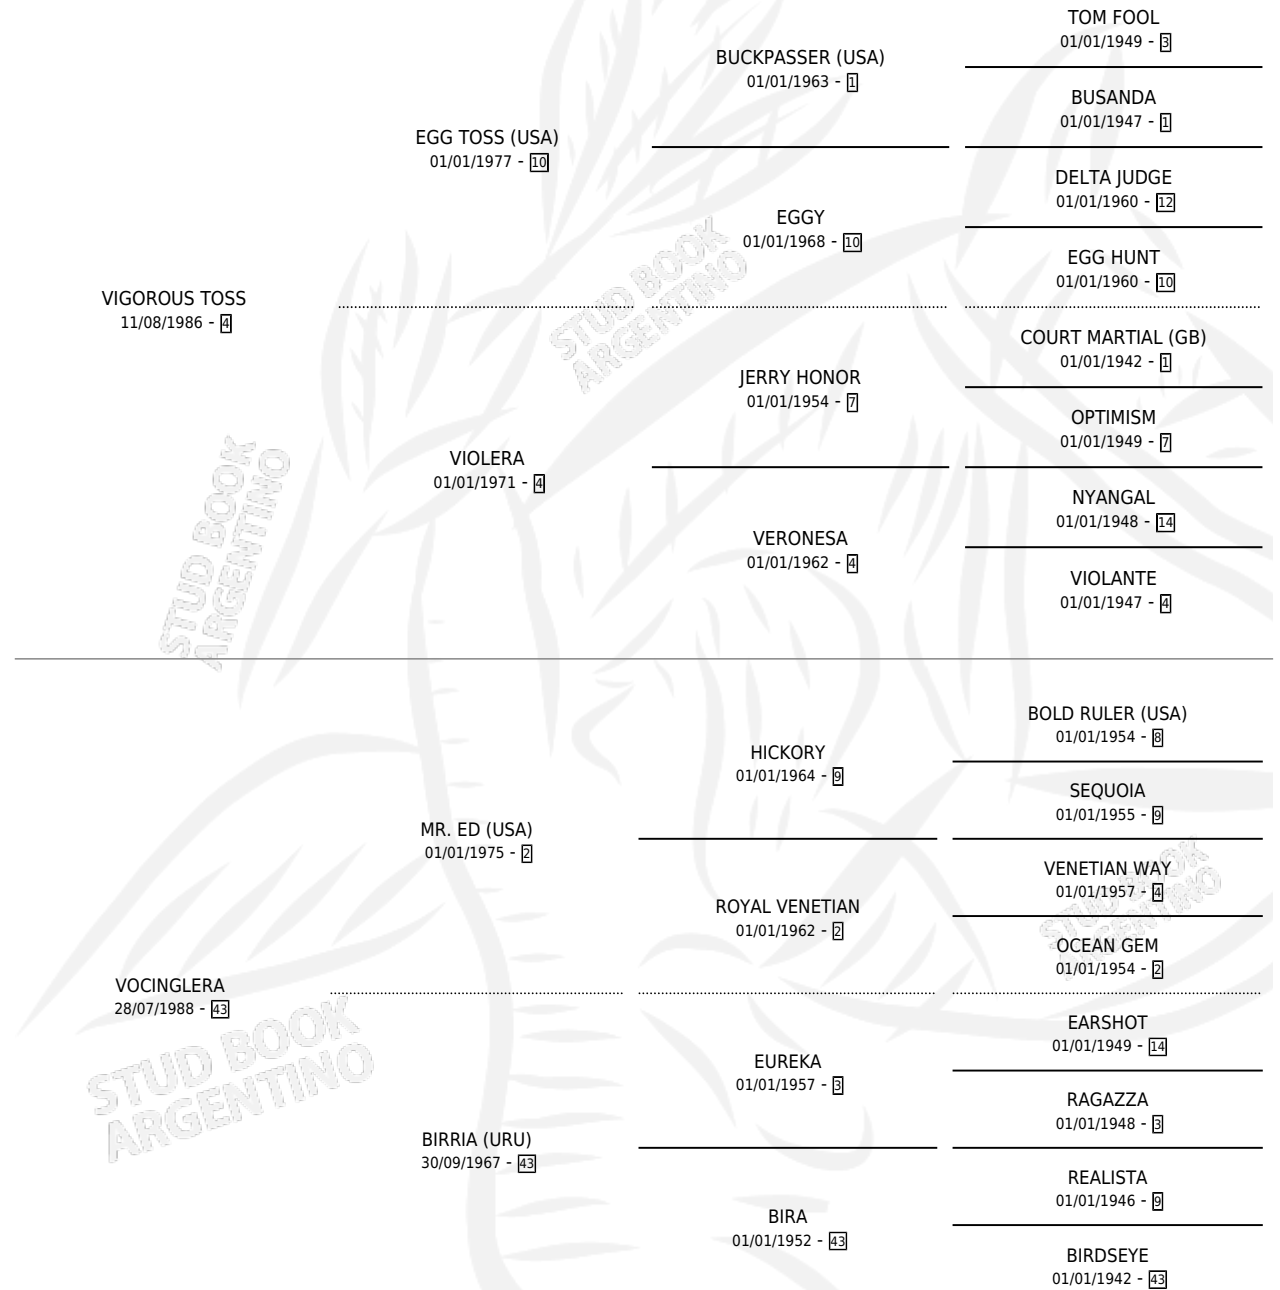 TOM FOOL
01/01/1949 - 3
BUCKPASSER (USA)
01/01/1963 - 1
BUSANDA
01/01/1947 - 1
EGG TOSS (USA)
01/01/1977 - 10
DELTA JUDGE
01/01/1960 - 12
EGGY
01/01/1968 - 10
EGG HUNT
01/01/1960 - 10
VIGOROUS TOSS
11/08/1986 - 4
STUD BOOK
ARGENTINO
COURT MARTIAL (GB)
01/01/1942 - 1
JERRY HONOR
01/01/1954 - 7
OPTIMISM
01/01/1949 - 7
VIOLERA
01/01/1971 - 4
NYANGAL
01/01/1948 - 14
VERONESA
01/01/1962 - 4
VIOLANTE
01/01/1947 - 4
STUD BOOK
ARGENTINO
BOLD RULER (USA)
01/01/1954 - 8
HICKORY
01/01/1964 - 9
SEQUOIA
01/01/1955 - 9
MR. ED (USA)
01/01/1975 - 2
VENETIAN WAY
01/01/1957 - 4
ROYAL VENETIAN
01/01/1962 - 2
OCEAN GEM
01/01/1954 - 2
STUD BOOK
ARGENTINO
VOCINGLERA
28/07/1988 - 43
EARSHOT
01/01/1949 - 14
EUREKA
01/01/1957 - 3
RAGAZZA
01/01/1948 - 3
STUD BOOK
ARGENTINO
BIRRIA (URU)
30/09/1967 - 43
REALISTA
01/01/1946 - 9
BIRA
01/01/1952 - 43
BIRDSEYE
01/01/1942 - 43